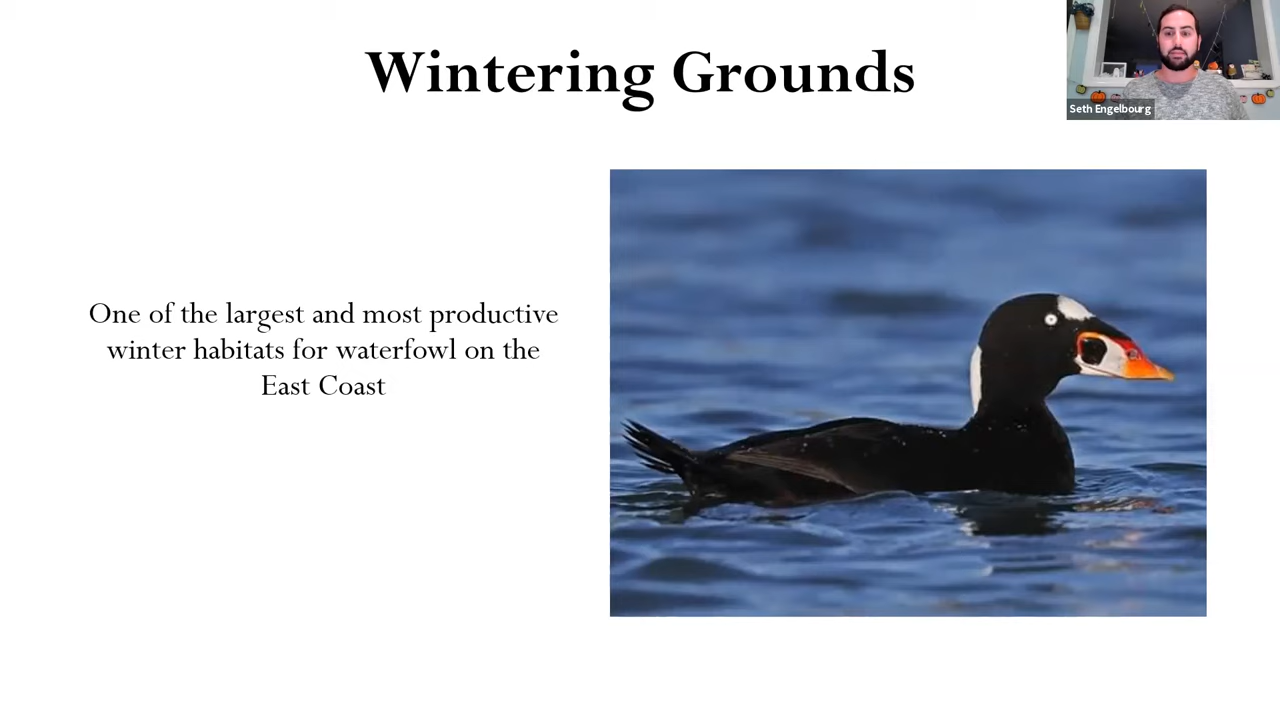 Wintering Grounds
Seth Engelbourg
One of the largest and most productive
winter habitats for waterfowl on the
East Coast